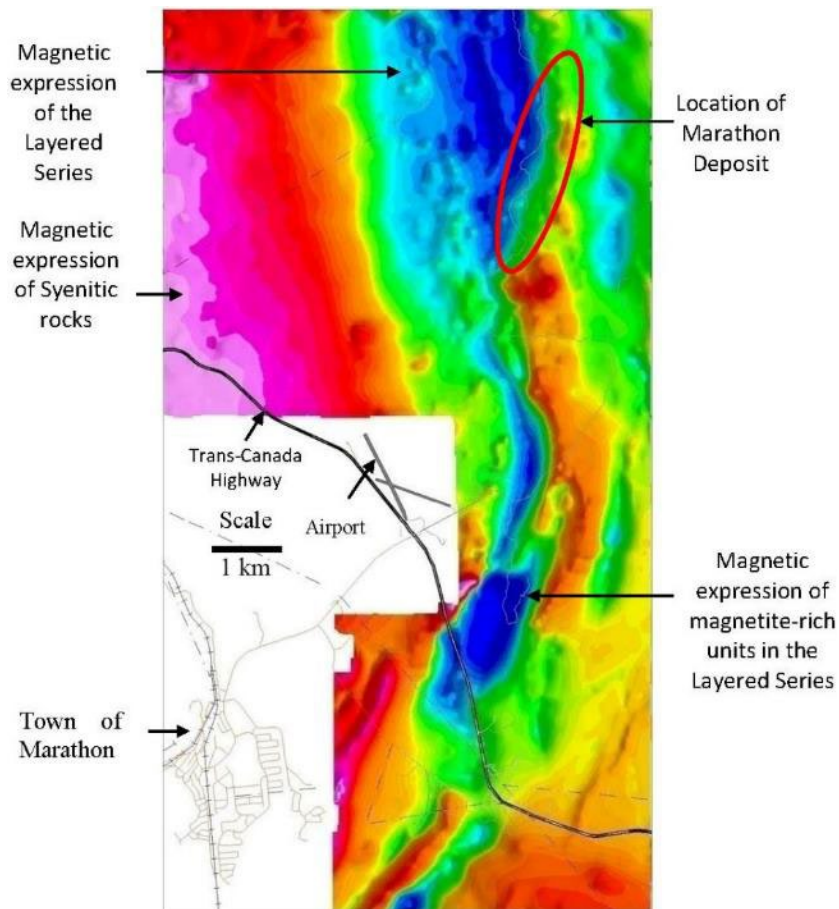 Magnetic
expression
of the
Layered
Series
Location of
Marathon
Deposit
Magnetic
expression
of Syenitic
rocks
Trans-Canada
Highway
Airport
Scale
1 km
Magnetic
expression of
magnetite-rich
units in the
Layered Series
Town of
Marathon